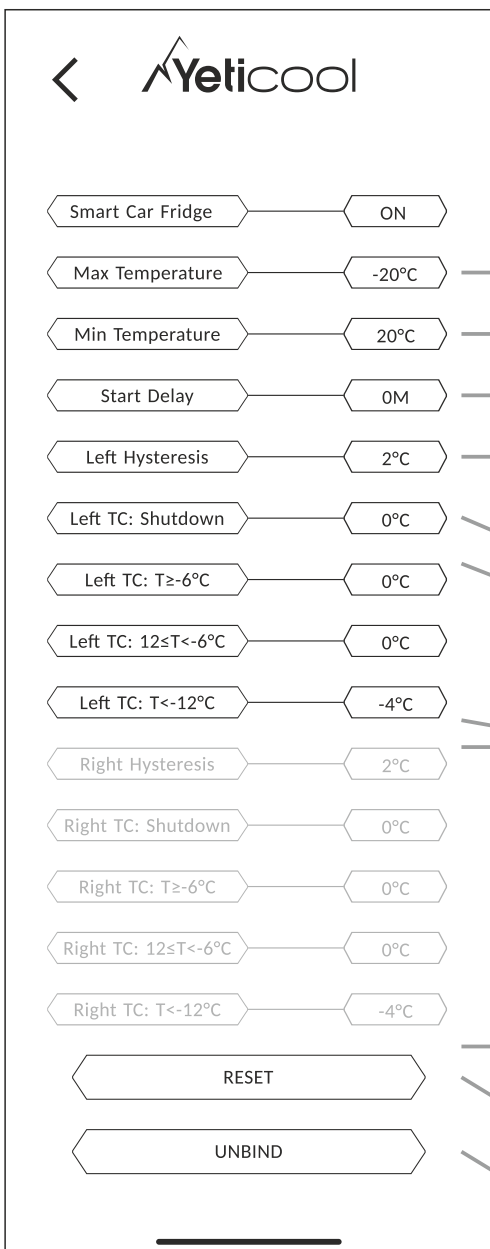 Yeticool
Smart Car Fridge ON
Max Temperature -20°C
Min Temperature 20°C
Start Delay 0M
Left Hysteresis 2°C
Left TC: Shutdown 0°C
Left TC: T≥-6°C 0°C
Left TC: 12≤T<-6°C 0°C
Left TC: T<-12°C -4°C
Right Hysteresis 2°C
Right TC: Shutdown 0°C
Right TC: T≥-6°C 0°C
Right TC: 12≤T<-6°C 0°C
Right TC: T<-12°C -4°C
RESET
UNBIND